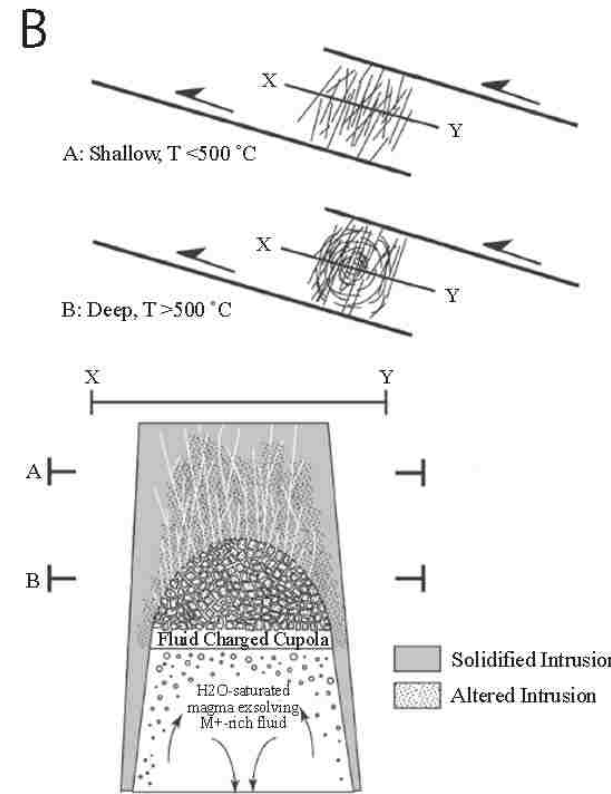 B
X
Y
A: Shallow, T <500 ˚C
X
Y
B: Deep, T >500 ˚C
X
Y
A
B
Fluid Charged Cupola
H2O-saturated
magma exsolving
M+-rich fluid
Solidified Intrusion
Altered Intrusion